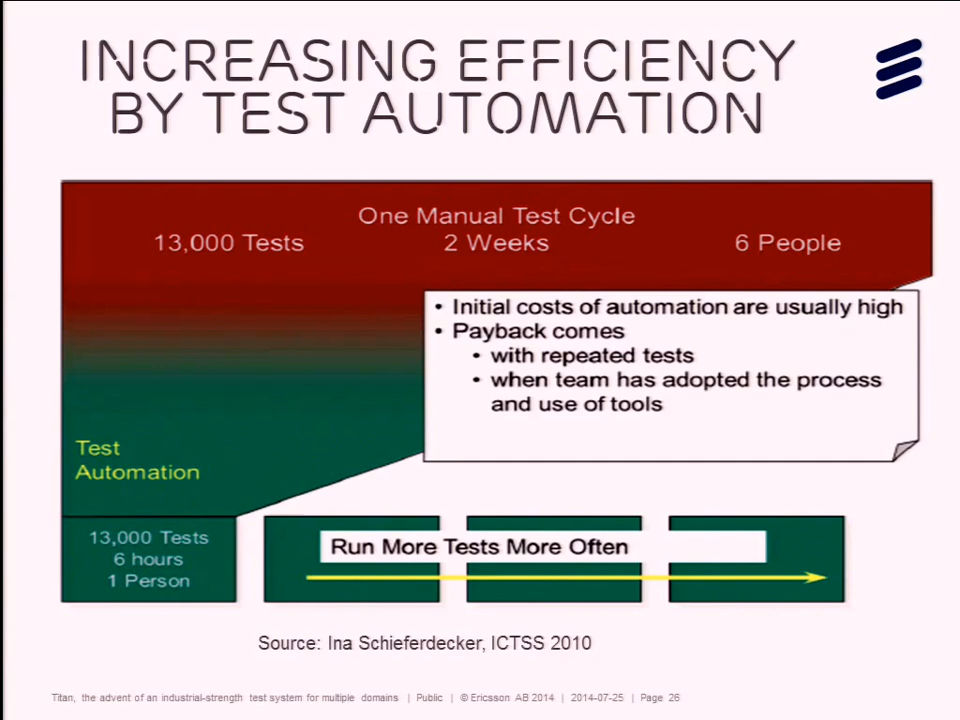 INCREASING EFFICIENCY
BY TEST AUTOMATION
One Manual Test Cycle
13,000 Tests 2 Weeks 6 People
• Initial costs of automation are usually high
• Payback comes
• with repeated tests
• when team has adopted the process
and use of tools
Test
Automation
13,000 Tests
6 hours
1 Person
Run More Tests More Often
Source: Ina Schieferdecker, ICTSS 2010
Titan, the advent of an industrial-strength test system for multiple domains | Public | © Ericsson AB 2014 | 2014-07-25 | Page 26